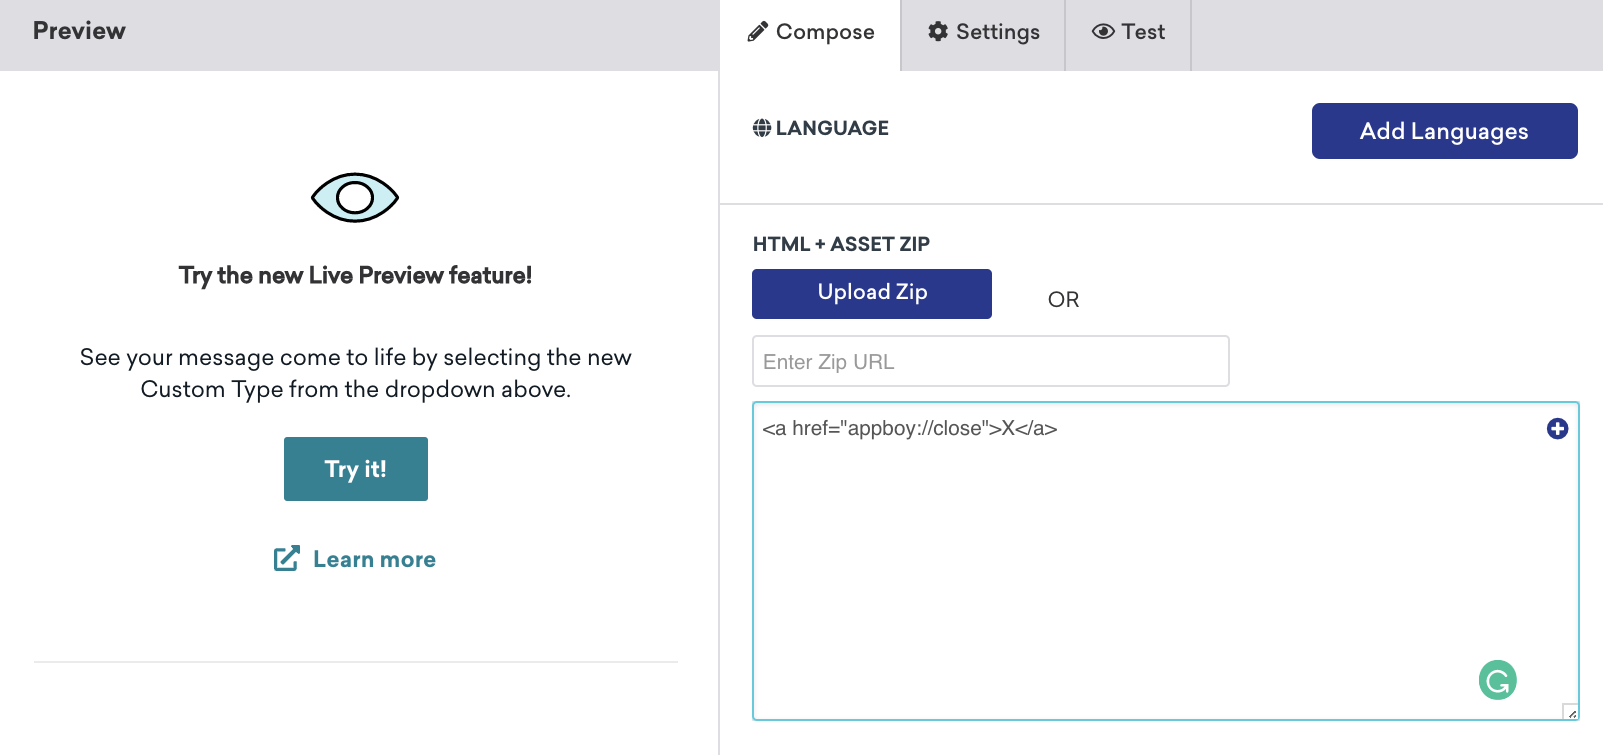 Preview
Compose
Settings
Test
Try the new Live Preview feature!
See your message come to life by selecting the new
Custom Type from the dropdown above.
Try it!
Learn more
LANGUAGE
Add Languages
HTML + ASSET ZIP
Upload Zip
OR
Enter Zip URL
<a href="appboy://close">X</a>